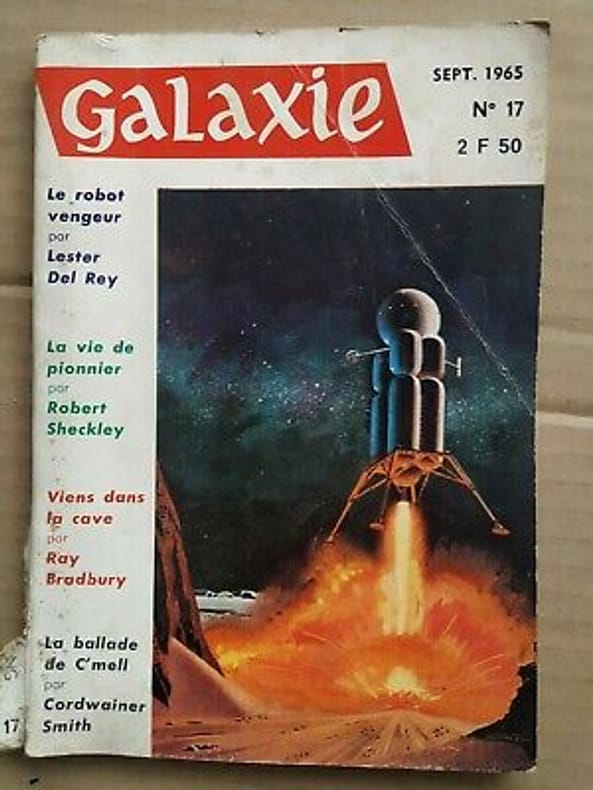 Galaxie
SEPT. 1965
N° 17
2 F 50
Le robot
vengeur
par
Lester
Del Rey
La vie de
pionnier
par
Robert
Sheckley
Viens dans
la cave
par
Ray
Bradbury
La ballade
de C'mell
par
Cordwainer
Smith
17